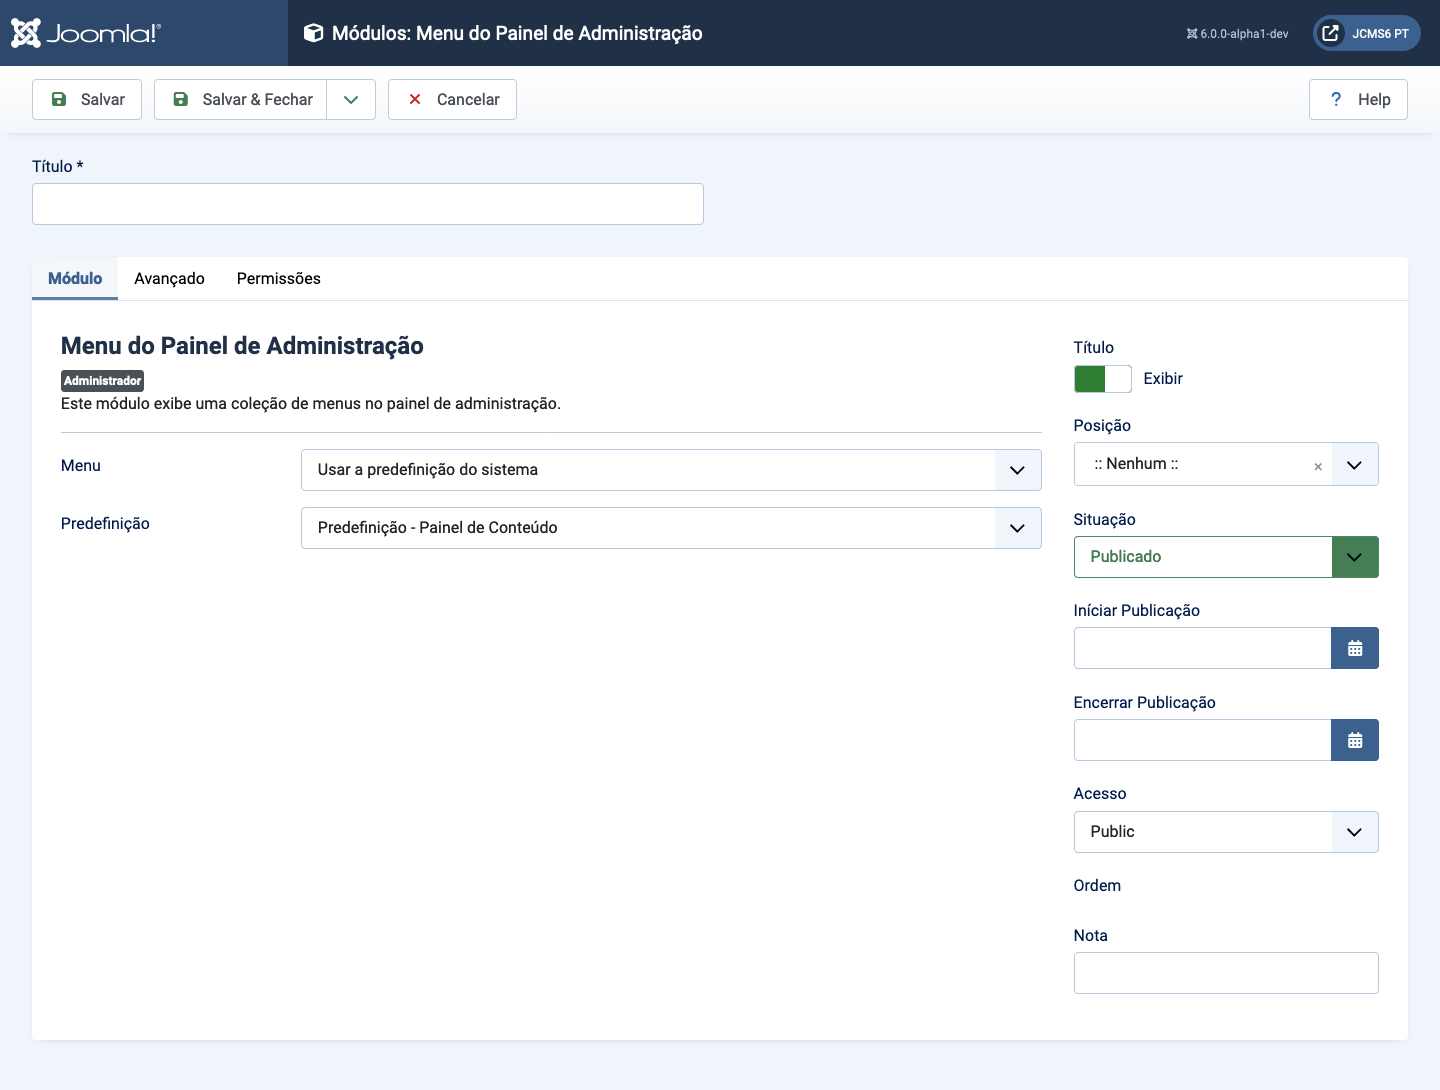 Joomla!®
Módulos: Menu do Painel de Administração
6.0.0-alpha1-dev
JCMS6 PT
Salvar
Salvar & Fechar
Cancelar
? Help
Título *
Módulo
Avançado
Permissões
Menu do Painel de Administração
Administrador
Este módulo exibe uma coleção de menus no painel de administração.
Menu
Usar a predefinição do sistema
Predefinição
Predefinição - Painel de Conteúdo
Título
Exibir
Posição
:: Nenhum ::
×
Situação
Publicado
Iníciar Publicação
Encerrar Publicação
Acesso
Public
Ordem
Nota